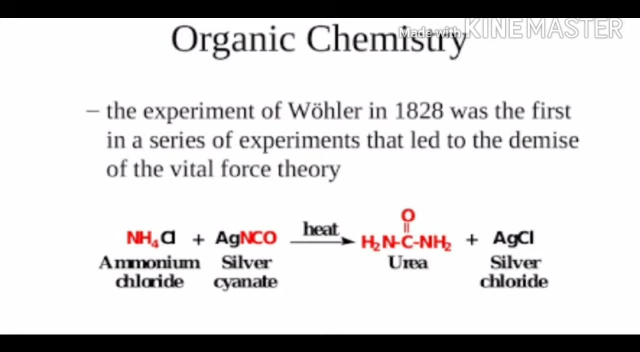 Made with KINEMASTER
Organic Chemistry
– the experiment of Wöhler in 1828 was the first
in a series of experiments that led to the demise
of the vital force theory
O
NH₄Cl + AgNCO heat H₂N-C-NH₂ + AgCl
Ammonium Silver Urea Silver
chloride cyanate chloride